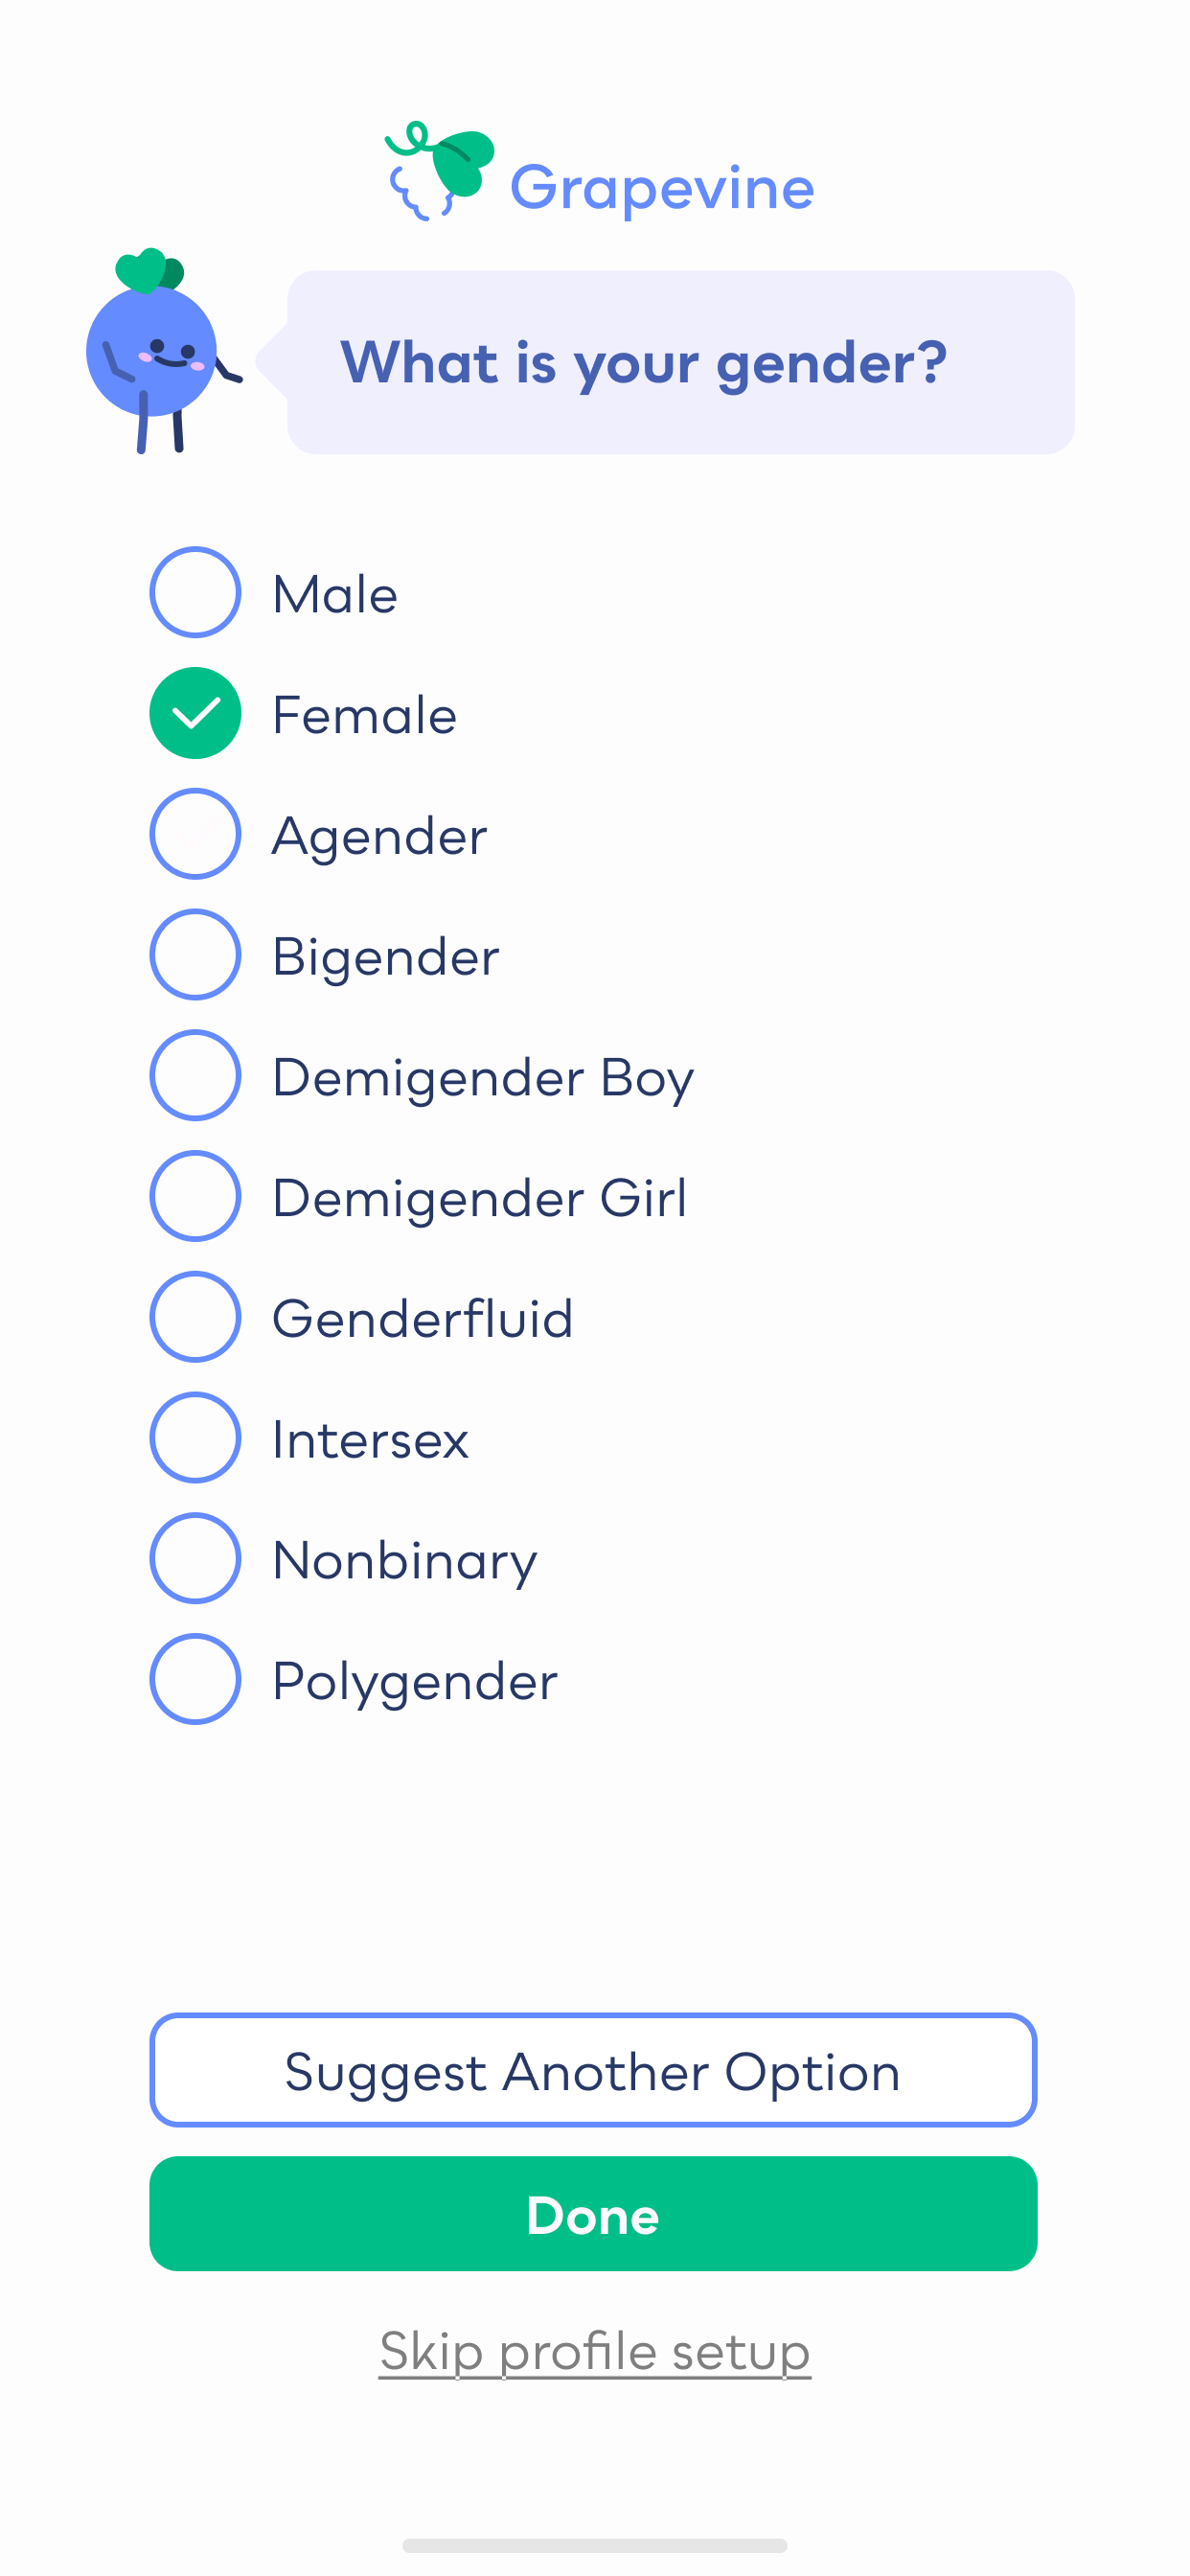 Grapevine
What is your gender?
Male
Female
Agender
Bigender
Demigender Boy
Demigender Girl
Genderfluid
Intersex
Nonbinary
Polygender
Suggest Another Option
Done
Skip profile setup